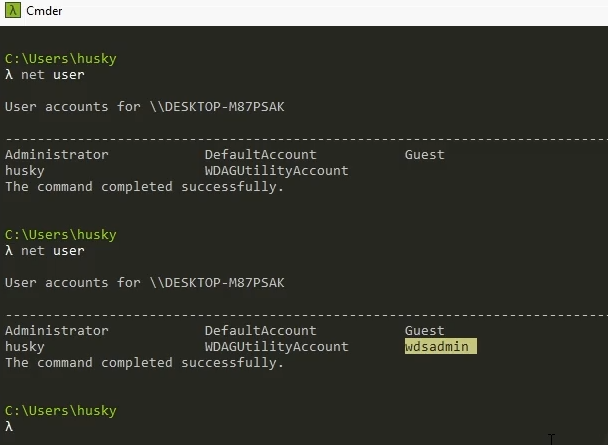 Cmder
C:\Users\husky
λ net user
User accounts for \\DESKTOP-M87PSAK
-------------------------------------------------------------------------------
Administrator            DefaultAccount           Guest
husky                    WDAGUtilityAccount
The command completed successfully.
C:\Users\husky
λ net user
User accounts for \\DESKTOP-M87PSAK
-------------------------------------------------------------------------------
Administrator            DefaultAccount           Guest
husky                    WDAGUtilityAccount       wdsadmin
The command completed successfully.
C:\Users\husky
λ